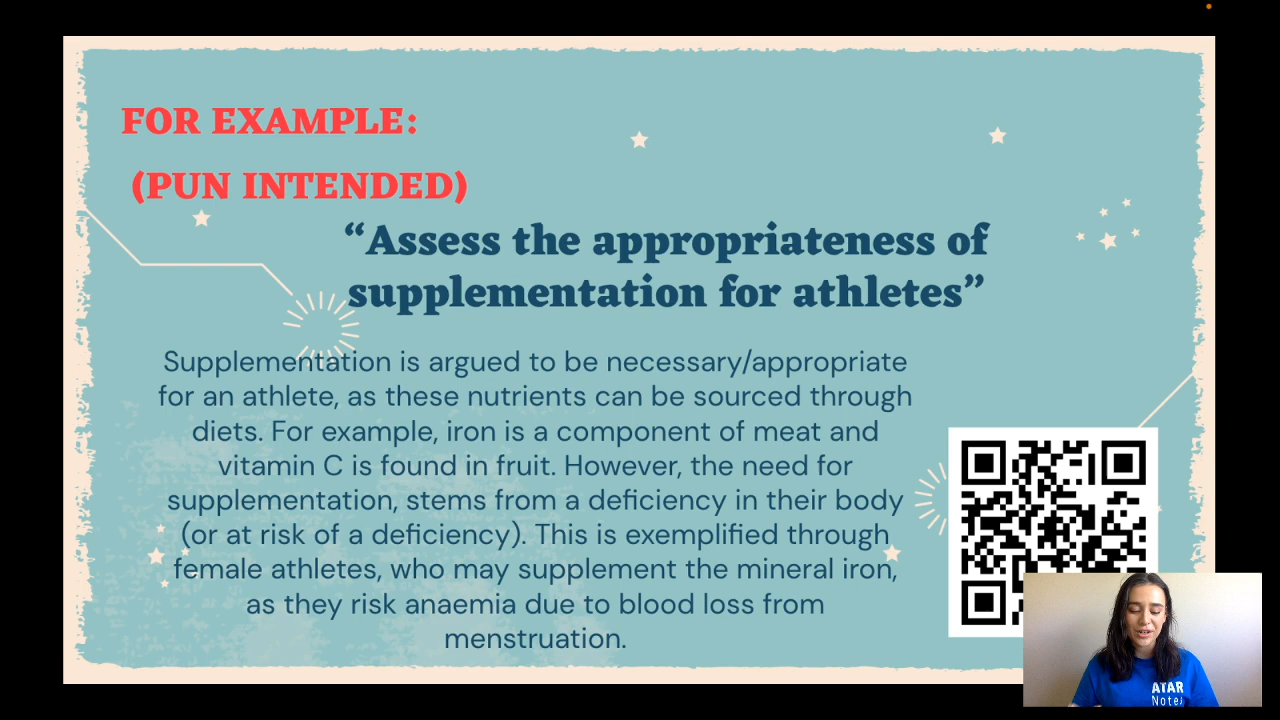 FOR EXAMPLE:
(PUN INTENDED)
“Assess the appropriateness of
supplementation for athletes”
Supplementation is argued to be necessary/appropriate
for an athlete, as these nutrients can be sourced through
diets. For example, iron is a component of meat and
vitamin C is found in fruit. However, the need for
supplementation, stems from a deficiency in their body
(or at risk of a deficiency). This is exemplified through
female athletes, who may supplement the mineral iron,
as they risk anaemia due to blood loss from
menstruation.
ATAR
Notes